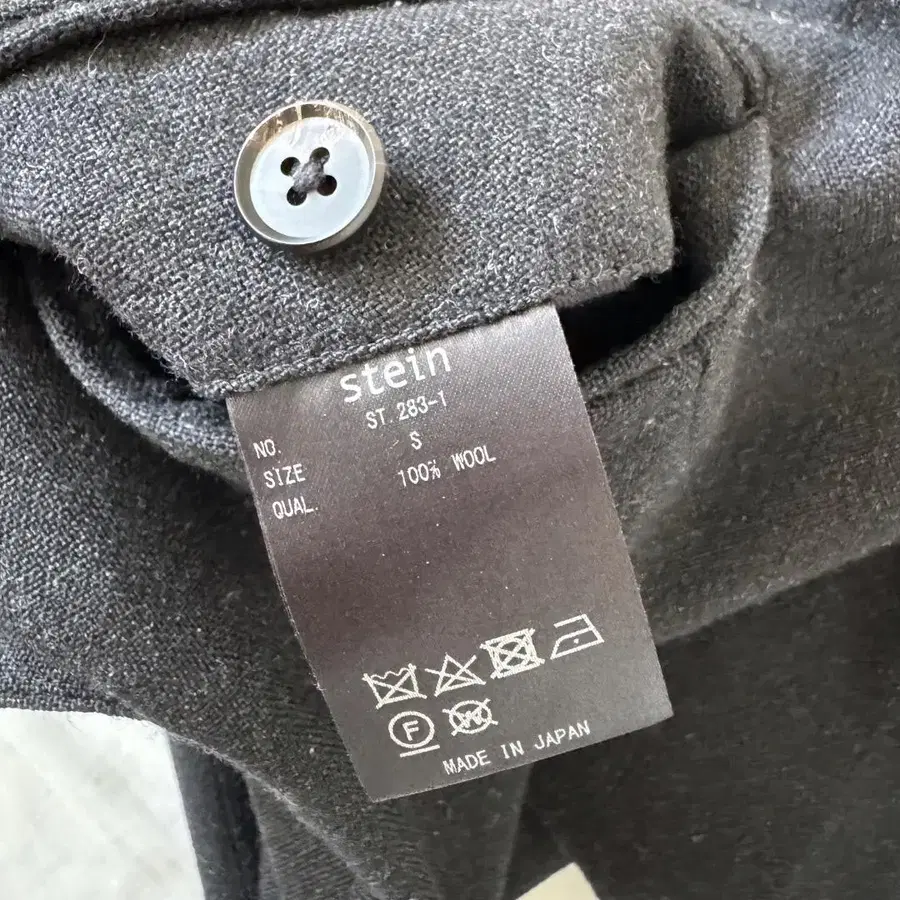 stein
NO. ST.283-1
SIZE S
QUAL. 100% WOOL
F W
MADE IN JAPAN